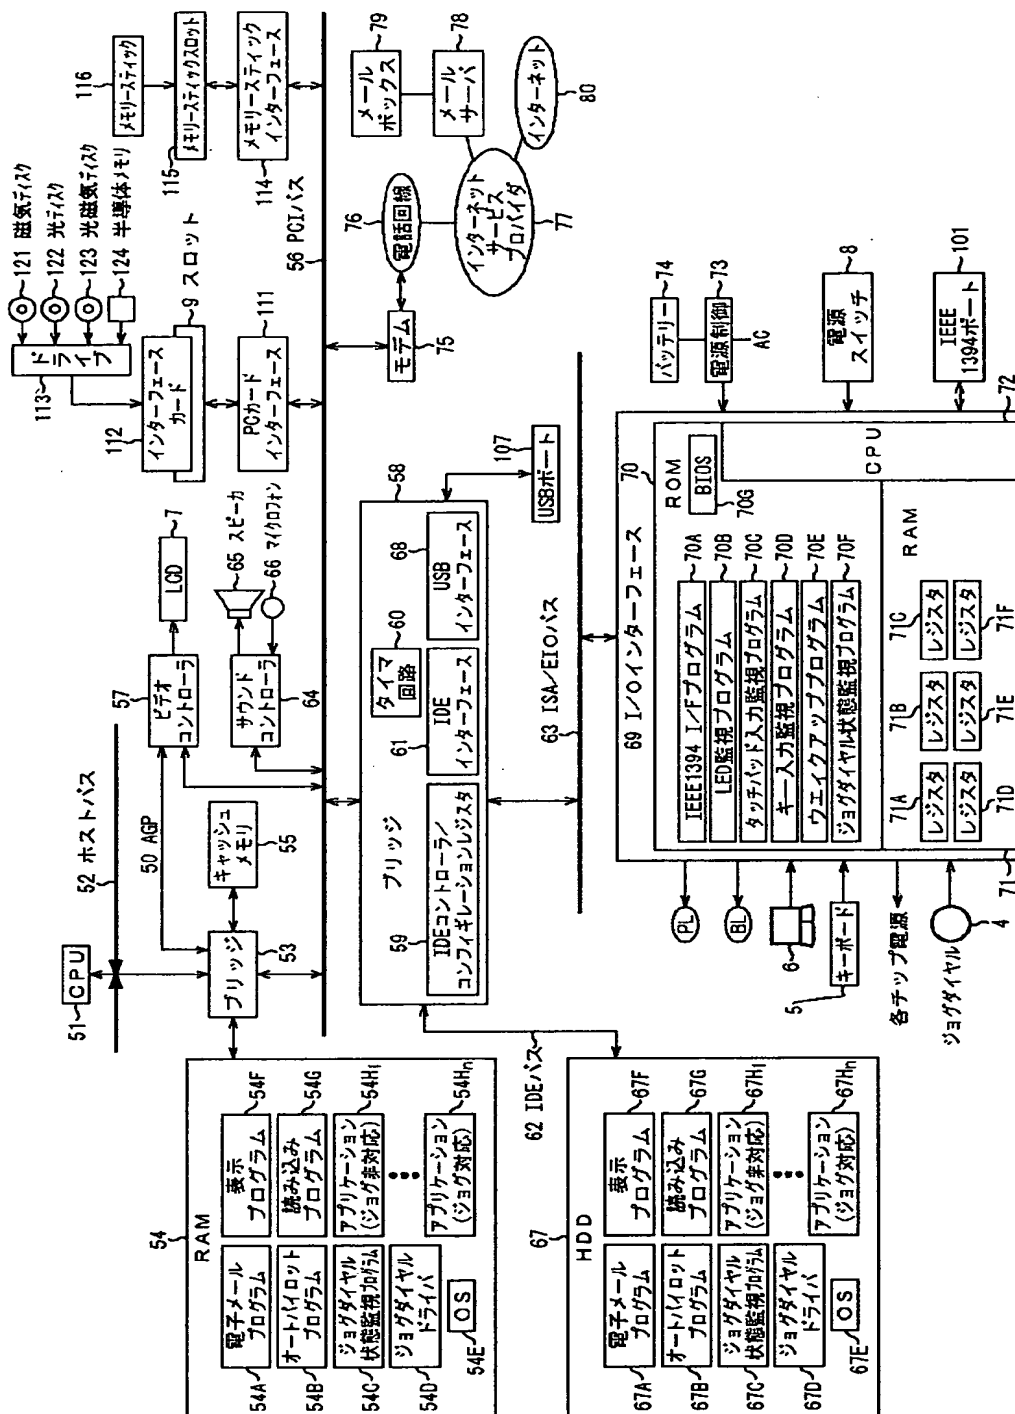 51
CPU
52 ホストバス
50 AGP
ブリッジ
53
キャッシュ
メモリ
55
57
ビデオ
コントローラ
LCD
7
65 スピーカ
66 マイクロフォン
サウンド
コントローラ
64
121 磁気ディスク
122 光ディスク
123 光磁気ディスク
124 半導体メモリ
ドライブ
113
9 スロット
112
インターフェース
カード
PCカード
インターフェース
111
116
メモリースティック
115
メモリースティックスロット
メモリースティック
インターフェース
114
56 PCIバス
54
RAM
電子メール
プログラム
54A
オートパイロット
プログラム
54B
ジョグダイヤル
状態監視プログラム
54C
ジョグダイヤル
ドライバ
54D
OS
54E
表示
プログラム
54F
読み込み
プログラム
54G
アプリケーション
(ジョグ非対応)
54H1
アプリケーション
(ジョグ対応)
54Hn
58
ブリッジ
59
IDEコントローラ/
コンフィギレーションレジスタ
タイマ
回路
60
61
IDE
インターフェース
68
USB
インターフェース
107
USBポート
モデム
75
76
電話回線
インターネット
サービス
プロバイダ
77
メール
ボックス
79
メール
サーバ
78
インターネット
80
62 IDEバス
63 ISA/EIOバス
67
HDD
電子メール
プログラム
67A
オートパイロット
プログラム
67B
ジョグダイヤル
状態監視プログラム
67C
ジョグダイヤル
ドライバ
67D
OS
67E
表示
プログラム
67F
読み込み
プログラム
67G
アプリケーション
(ジョグ非対応)
67H1
アプリケーション
(ジョグ対応)
67Hn
69 I/Oインターフェース
70
ROM
BIOS
70G
IEEE1394 I/Fプログラム
70A
LED監視プログラム
70B
タッチパッド入力監視プログラム
70C
キー入力監視プログラム
70D
ウエイクアッププログラム
70E
ジョグダイヤル状態監視プログラム
70F
CPU
72
RAM
71
71A
レジスタ
71B
レジスタ
71C
レジスタ
レジスタ
71D
レジスタ
71E
レジスタ
71F
PL
BL
6
5
キーボード
各チップ電源
ジョグダイヤル
4
バッテリー
74
電源制御
73
AC
電源
スイッチ
8
IEEE
1394ポート
101